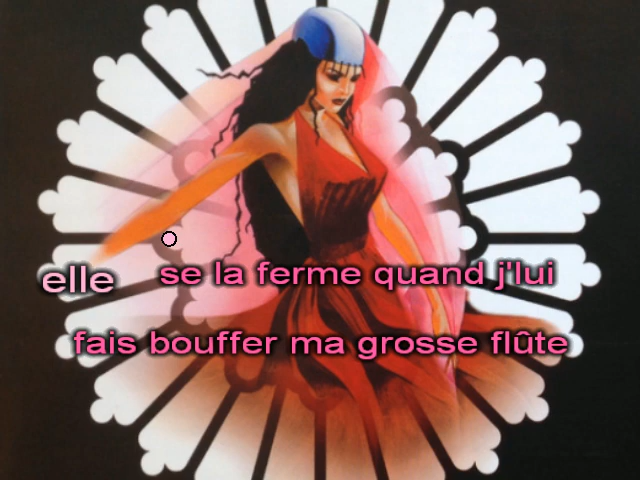 elle se la ferme quand j'lui
fais bouffer ma grosse flûte